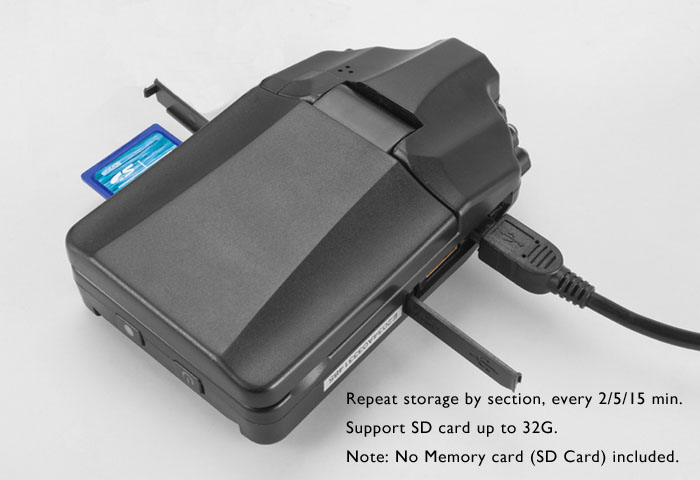 Repeat storage by section, every 2/5/15 min.
Support SD card up to 32G.
Note: No Memory card (SD Card) included.